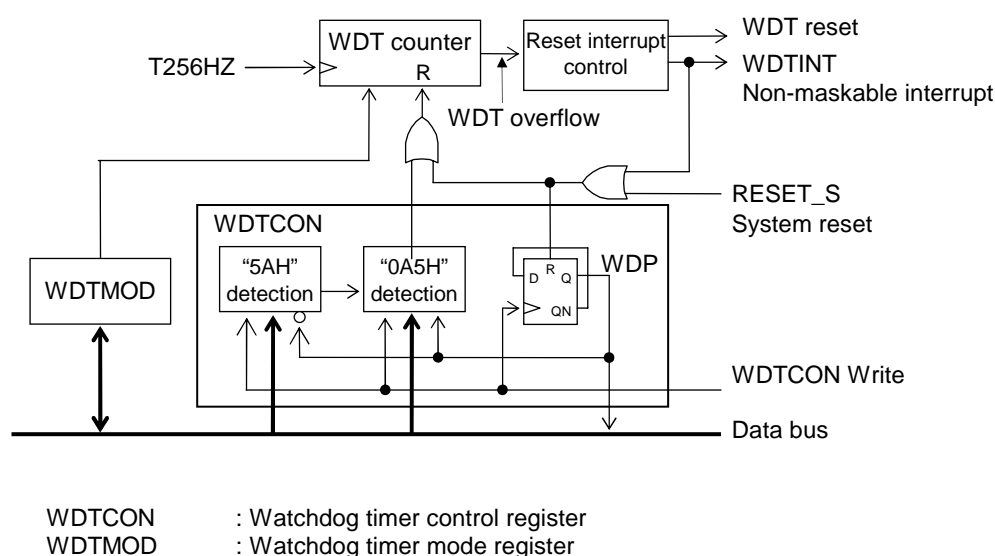 WDT counter
R
T256HZ
Reset interrupt
control
WDT reset
WDTINT
Non-maskable interrupt
WDT overflow
RESET_S
System reset
WDTCON
"5AH"
detection
"0A5H"
detection
WDP
D
R
Q
QN
WDTMOD
WDTCON Write
Data bus
WDTCON : Watchdog timer control register
WDTMOD : Watchdog timer mode register